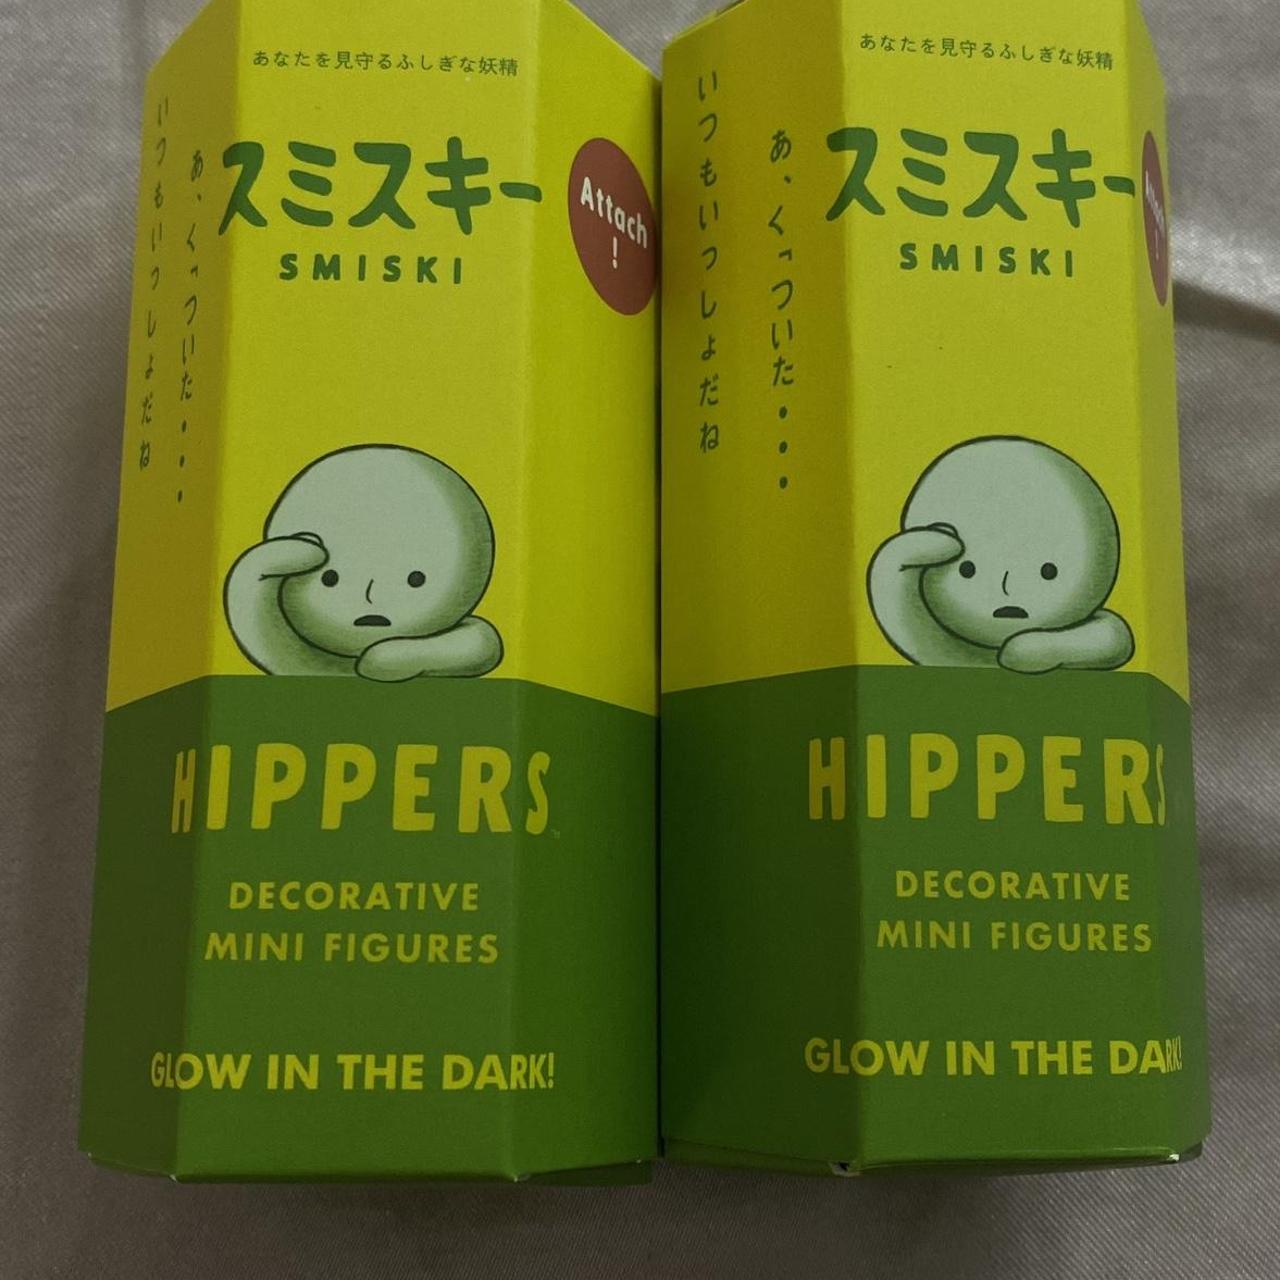 あなたを見守るふしぎな妖精
スミスキー
SMISKI
Attach
!
あ、くっついた・・・
いつもいっしょだね
HIPPERS
DECORATIVE
MINI FIGURES
GLOW IN THE DARK!
あなたを見守るふしぎな妖精
スミスキー
SMISKI
Attach
!
あ、くっついた・・・
いつもいっしょだね
HIPPERS
DECORATIVE
MINI FIGURES
GLOW IN THE DARK!